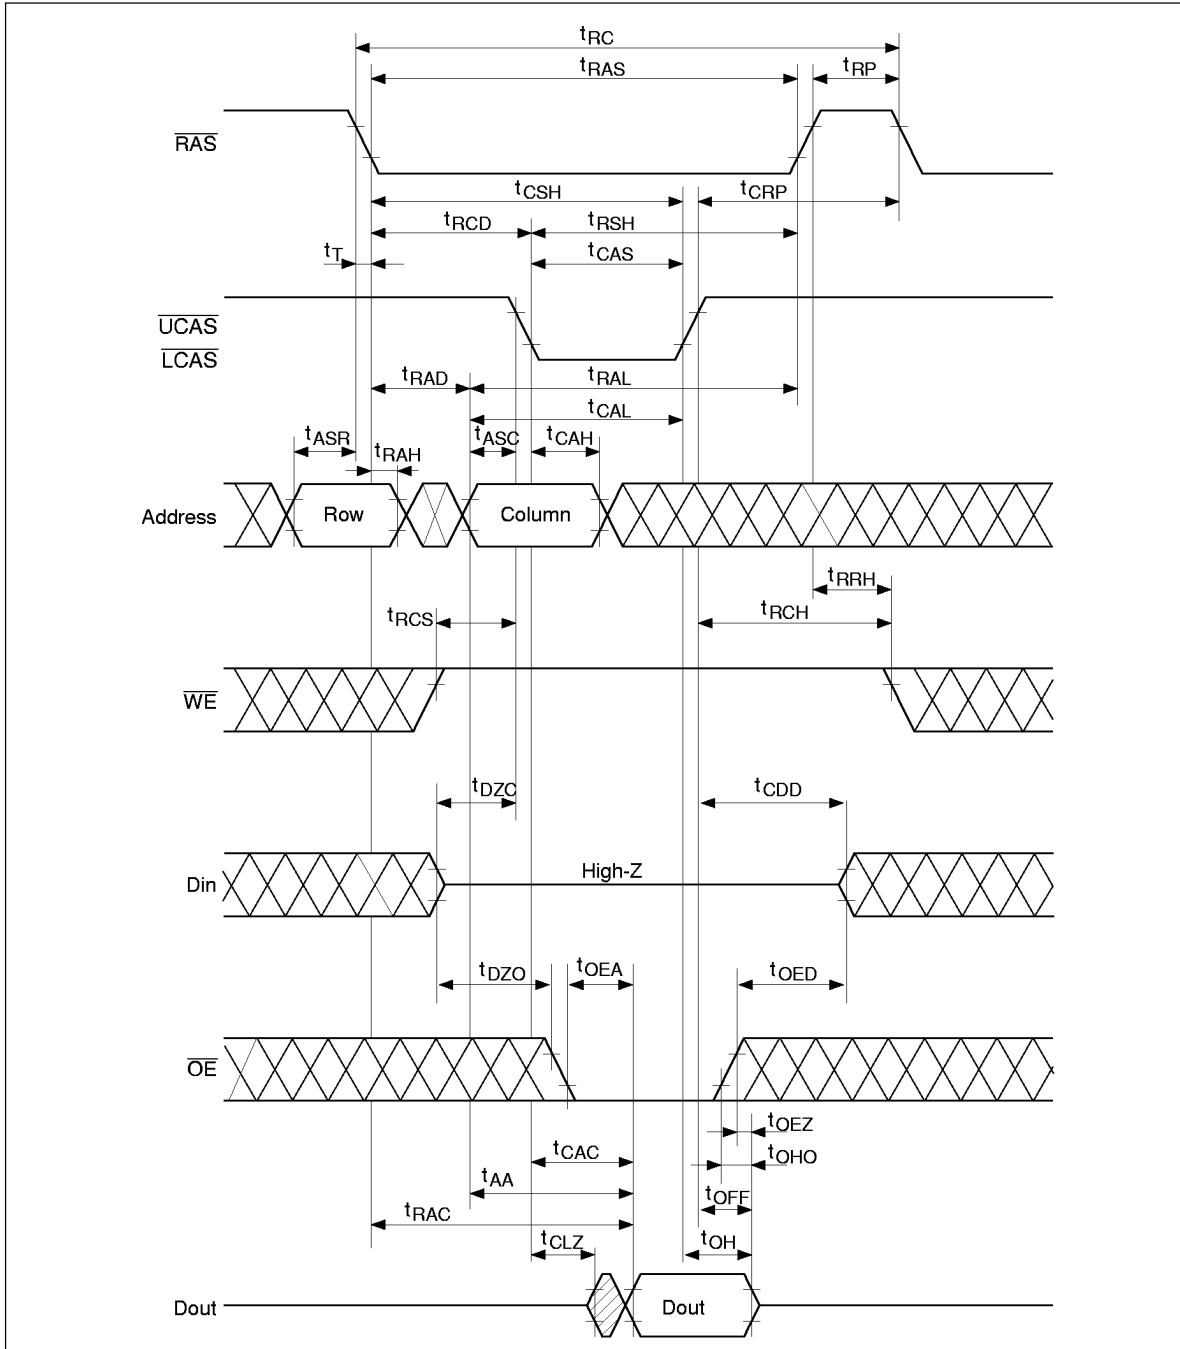 tRC
tRAS tRP
RAS
tCSH tCRP
tRCD tRSH
tT tCAS
UCAS
LCAS
tRAD tRAL
tCAL
tASR tRAH tASC tCAH
Address Row Column
tRRH
tRCS tRCH
WE
tDZC tCDD
Din High-Z
tDZO tOEA tOED
OE
tOEZ
tCAC tOHO
tAA
tOFF
tRAC
tCLZ tOH
Dout Dout